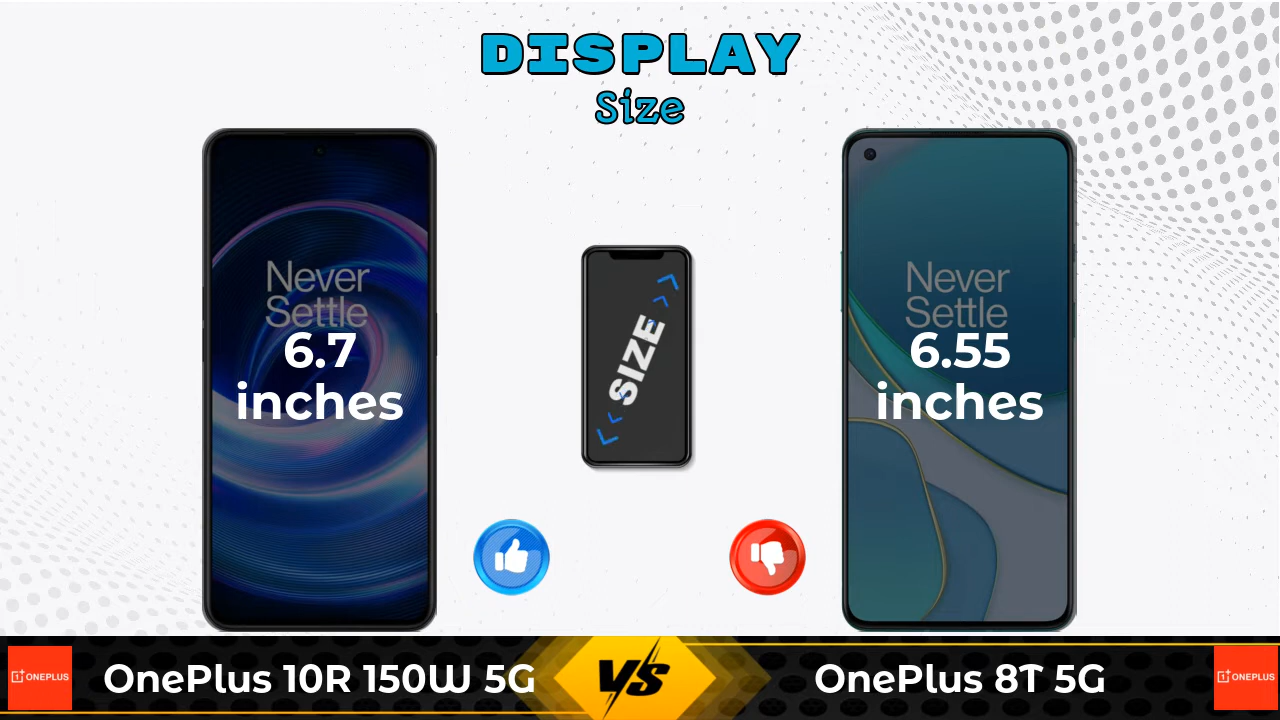 DISPLAY
Size
Never
Settle
6.7
inches
SIZE
Never
Settle
6.55
inches
ONEPLUS
OnePlus 10R 150W 5G
VS
OnePlus 8T 5G
ONEPLUS